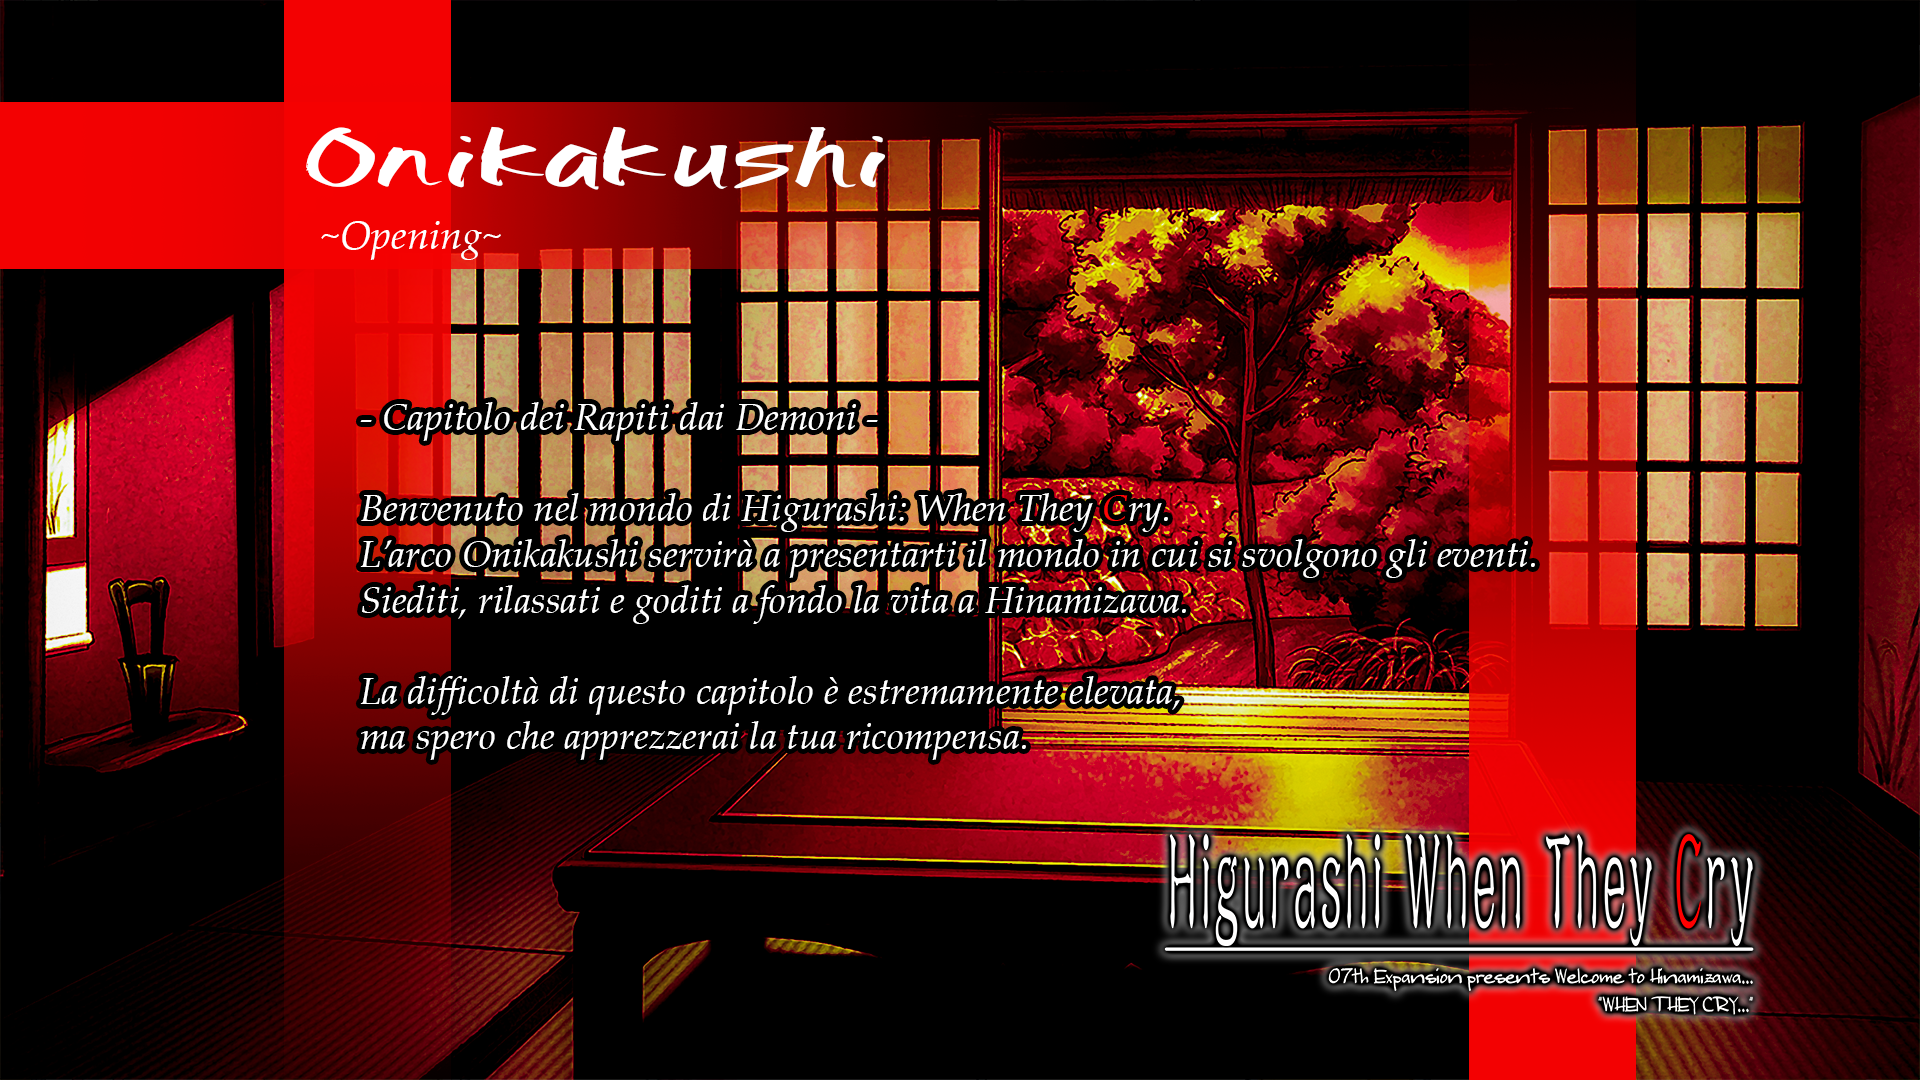 Onikakushi
~Opening~
- Capitolo dei Rapiti dai Demoni -
Benvenuto nel mondo di Higurashi: When They Cry.
L'arco Onikakushi servirà a presentarti il mondo in cui si svolgono gli eventi.
Siediti, rilassati e goditi a fondo la vita a Hinamizawa.
La difficoltà di questo capitolo è estremamente elevata,
ma spero che apprezzerai la tua ricompensa.
Higurashi When They Cry
07th Expansion presents Welcome to Hinamizawa...
"WHEN THEY CRY..."